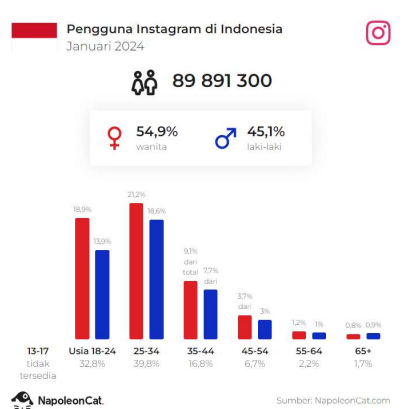 Pengguna Instagram di Indonesia
Januari 2024
89 891 300
54,9%
wanita
45,1%
laki-laki
18,9%
13,9%
21,2%
18,6%
9,1%
dari
total
7,7%
dari
3,7%
dari
3%
1,2%
1%
0,8%
0,9%
13-17
tidak
tersedia
Usia 18-24
32,8%
25-34
39,8%
35-44
16,8%
45-54
6,7%
55-64
2,2%
65+
1,7%
NapoleonCat.
Sumber: NapoleonCat.com